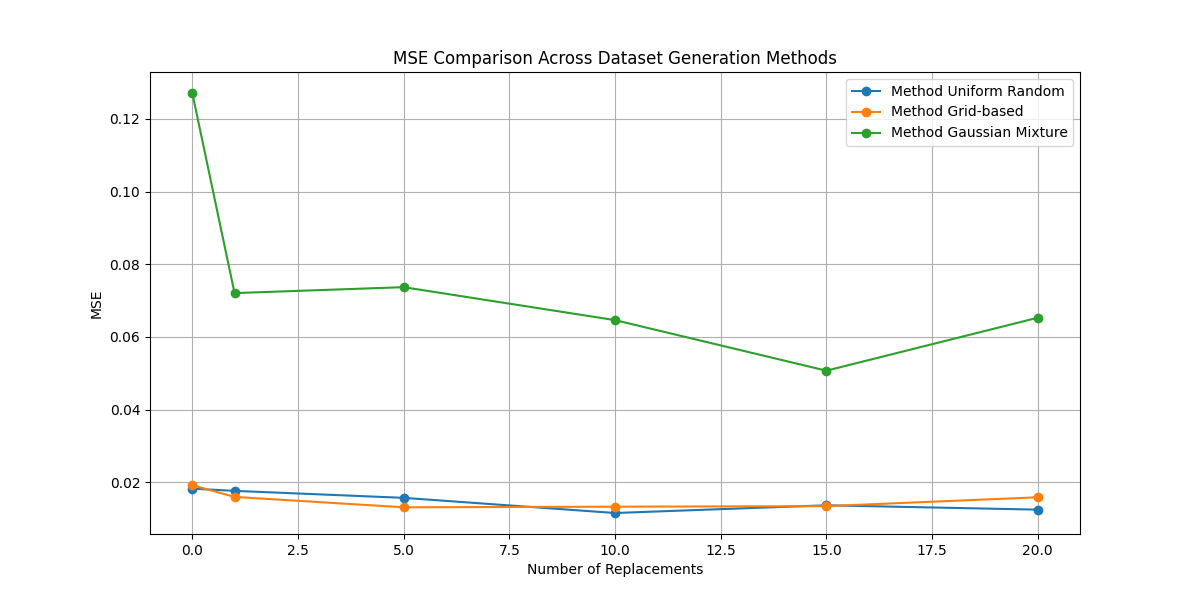 MSE Comparison Across Dataset Generation Methods
Method Uniform Random
Method Grid-based
Method Gaussian Mixture
0.12
0.10
0.08
0.06
0.04
0.02
MSE
0.0 2.5 5.0 7.5 10.0 12.5 15.0 17.5 20.0
Number of Replacements